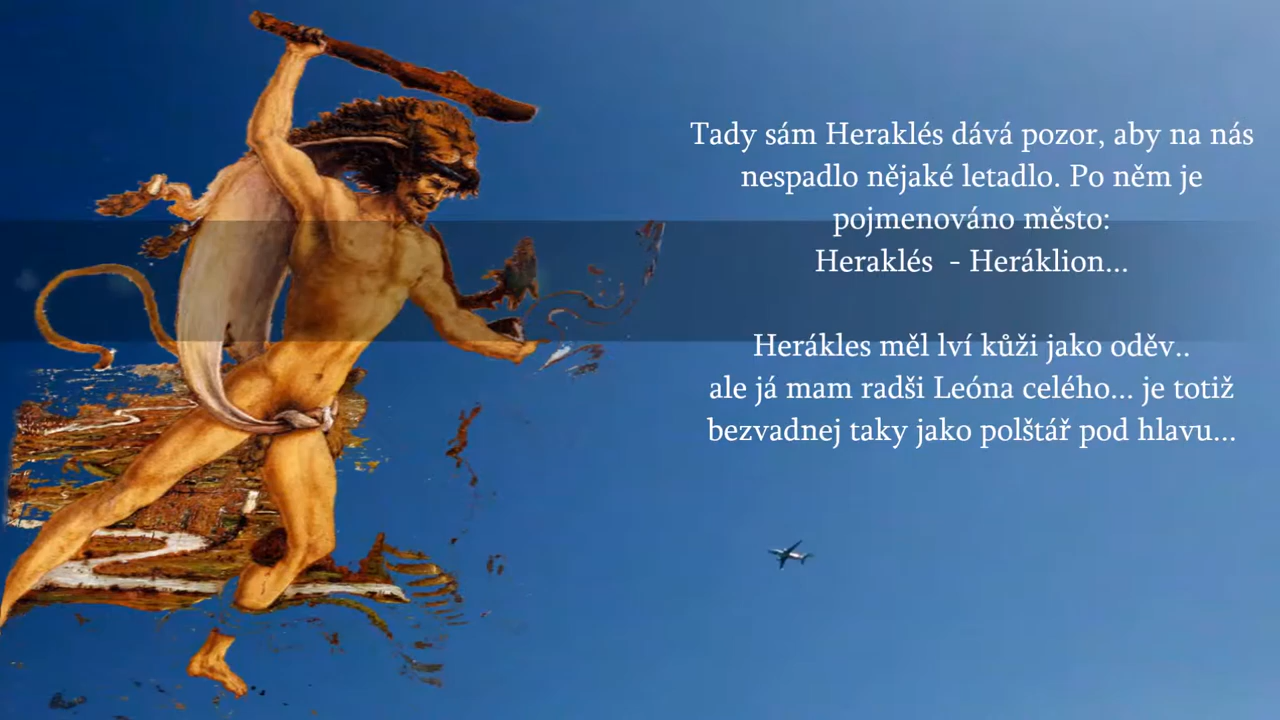 Tady sám Heraklés dává pozor, aby na nás
nespadlo nějaké letadlo. Po něm je
pojmenováno město:
Heraklés - Heráklion...
Herákles měl lví kůži jako oděv..
ale já mam radši Leóna celého... je totiž
bezvadnej taky jako polštář pod hlavu...